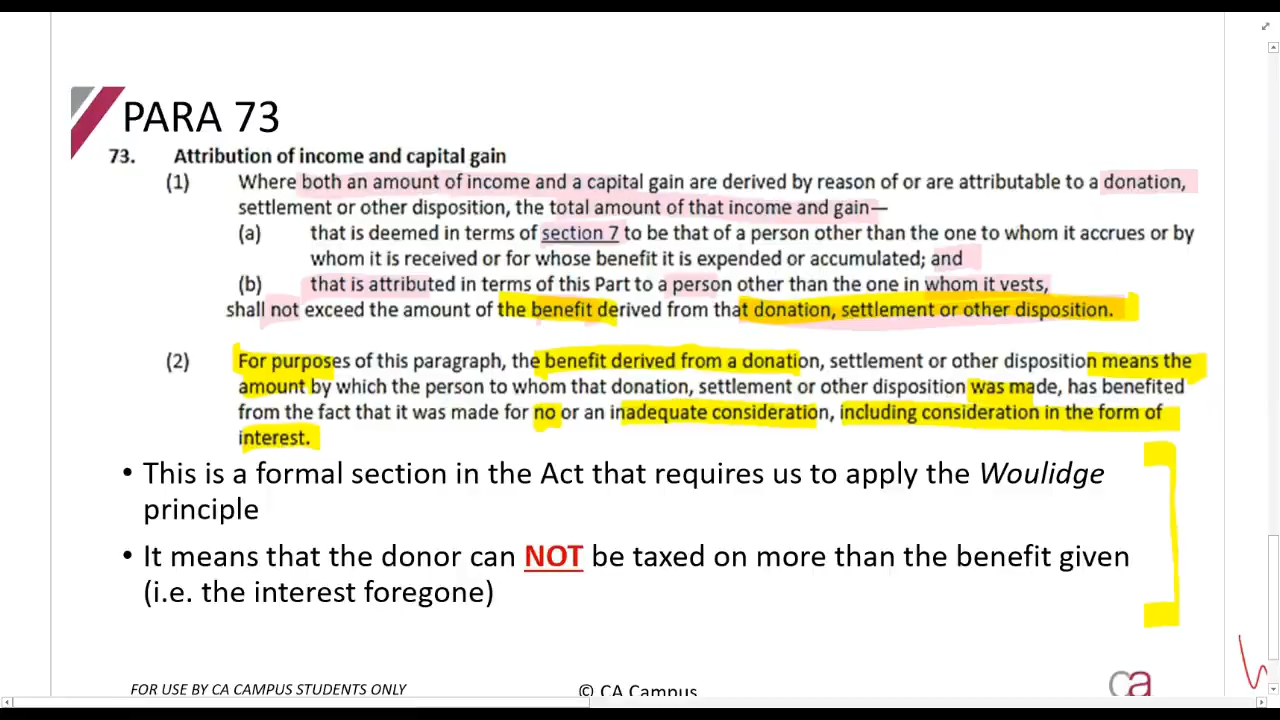 PARA 73
73. Attribution of income and capital gain
(1) Where both an amount of income and a capital gain are derived by reason of or are attributable to a donation,
settlement or other disposition, the total amount of that income and gain—
(a) that is deemed in terms of section 7 to be that of a person other than the one to whom it accrues or by
whom it is received or for whose benefit it is expended or accumulated; and
(b) that is attributed in terms of this Part to a person other than the one in whom it vests,
shall not exceed the amount of the benefit derived from that donation, settlement or other disposition.
(2) For purposes of this paragraph, the benefit derived from a donation, settlement or other disposition means the
amount by which the person to whom that donation, settlement or other disposition was made, has benefited
from the fact that it was made for no or an inadequate consideration, including consideration in the form of
interest.
• This is a formal section in the Act that requires us to apply the Woulidge
principle
• It means that the donor can NOT be taxed on more than the benefit given
(i.e. the interest foregone)
FOR USE BY CA CAMPUS STUDENTS ONLY
© CA Campus
ca